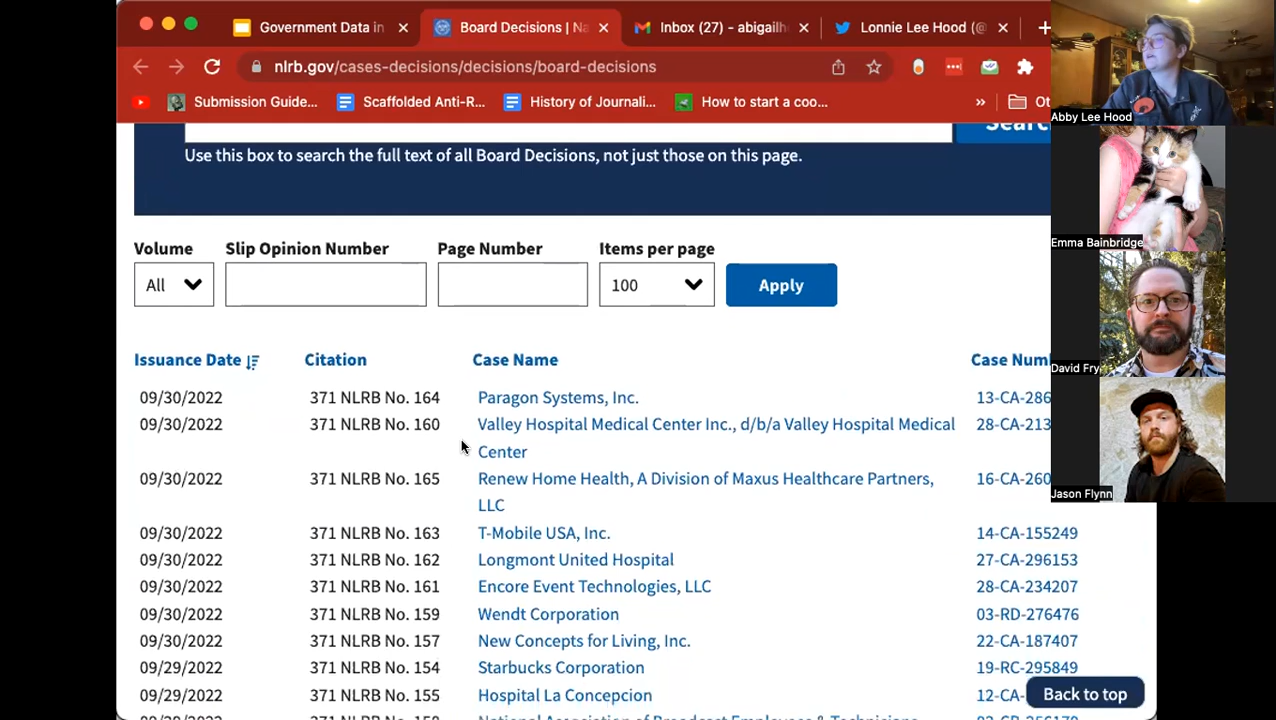 Government Data in
Board Decisions | Na
Inbox (27) - abigailh
Lonnie Lee Hood (@
nlrb.gov/cases-decisions/decisions/board-decisions
Submission Guide...
Scaffolded Anti-R...
History of Journali...
How to start a coo...
»
Ot
Abby Lee Hood
Search
Use this box to search the full text of all Board Decisions, not just those on this page.
Emma Bainbridge
Volume Slip Opinion Number Page Number Items per page
All 100 Apply
David Fry
Issuance Date Citation Case Name Case Num
09/30/2022 371 NLRB No. 164 Paragon Systems, Inc. 13-CA-286
09/30/2022 371 NLRB No. 160 Valley Hospital Medical Center Inc., d/b/a Valley Hospital Medical 28-CA-213
Center
09/30/2022 371 NLRB No. 165 Renew Home Health, A Division of Maxus Healthcare Partners, 16-CA-260
LLC
Jason Flynn
09/30/2022 371 NLRB No. 163 T-Mobile USA, Inc. 14-CA-155249
09/30/2022 371 NLRB No. 162 Longmont United Hospital 27-CA-296153
09/30/2022 371 NLRB No. 161 Encore Event Technologies, LLC 28-CA-234207
09/30/2022 371 NLRB No. 159 Wendt Corporation 03-RD-276476
09/30/2022 371 NLRB No. 157 New Concepts for Living, Inc. 22-CA-187407
09/29/2022 371 NLRB No. 154 Starbucks Corporation 19-RC-295849
09/29/2022 371 NLRB No. 155 Hospital La Concepcion 12-CA-
Back to top
National Association of Broadcast Employees & Technicians